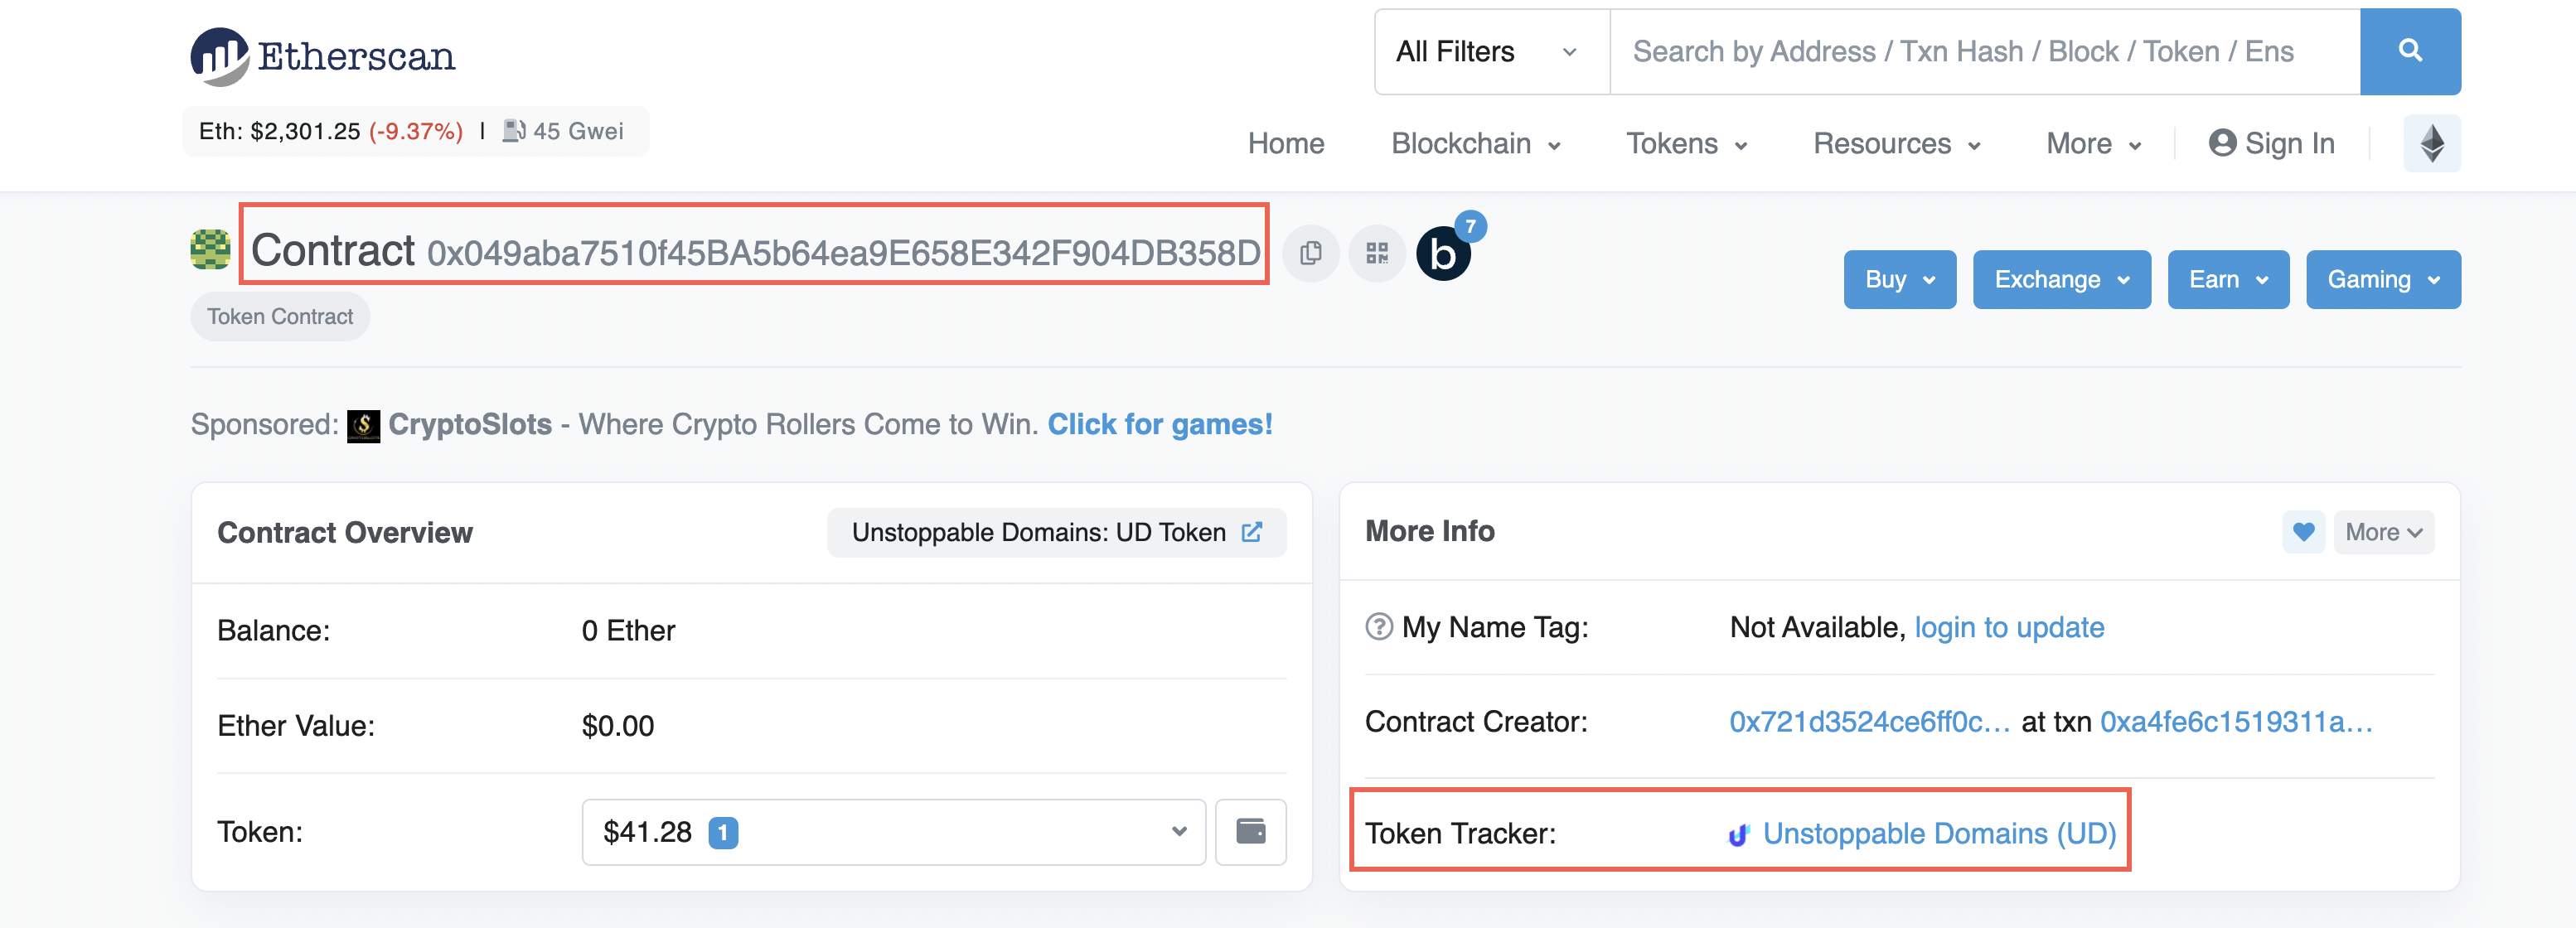 Etherscan
All Filters
Search by Address / Txn Hash / Block / Token / Ens
Eth: $2,301.25 (-9.37%) | 45 Gwei
Home Blockchain Tokens Resources More Sign In
Contract 0x049aba7510f45BA5b64ea9E658E342F904DB358D
b 7
Buy Exchange Earn Gaming
Token Contract
Sponsored: CryptoSlots - Where Crypto Rollers Come to Win. Click for games!
Contract Overview
Unstoppable Domains: UD Token
Balance: 0 Ether
Ether Value: $0.00
Token: $41.28 1
More Info
More
My Name Tag: Not Available, login to update
Contract Creator: 0x721d3524ce6ff0c... at txn 0xa4fe6c1519311a...
Token Tracker: Unstoppable Domains (UD)